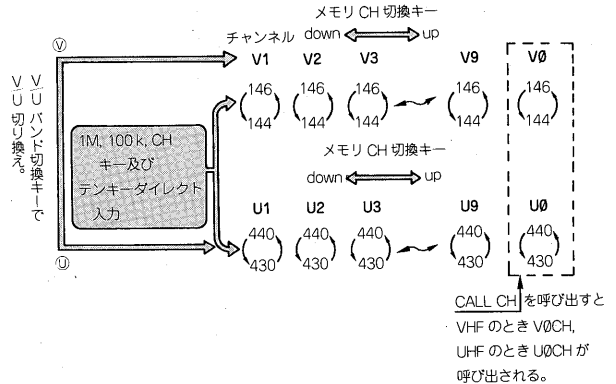 メモリ CH 切換キー
チャンネル down up
Ⓥ
V1 V2 V3 V9 VØ
146 146 146 146 146
144 144 144 144 144
V/U バンド切換キーで
V/U 切り換え。
1M, 100k, CH
キー及び
テンキーダイレクト
入力
メモリ CH 切換キー
down up
U1 U2 U3 U9 UØ
440 440 440 440 440
430 430 430 430 430
Ⓤ
CALL CH を呼び出すと
VHF のとき VØCH,
UHF のとき UØCH が
呼び出される。